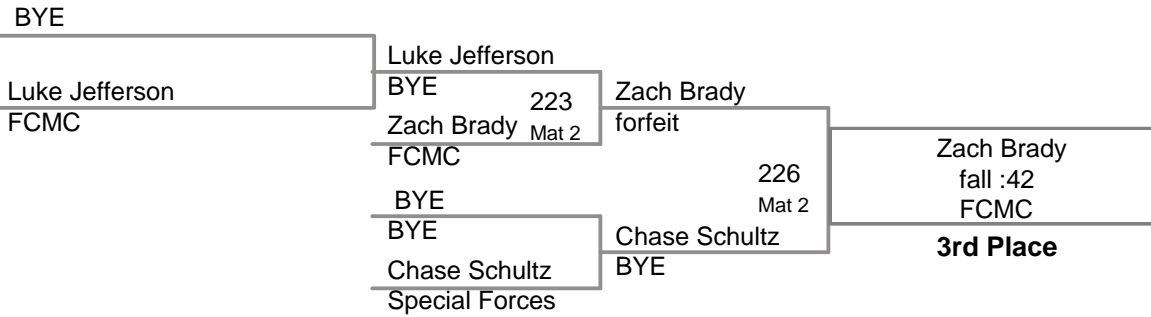 BYE
Luke Jefferson
FCMC
Luke Jefferson
BYE
223
Mat 2
Zach Brady
FCMC
BYE
BYE
Chase Schultz
Special Forces
Zach Brady
forfeit
226
Mat 2
Chase Schultz
BYE
Zach Brady
fall :42
FCMC
3rd Place